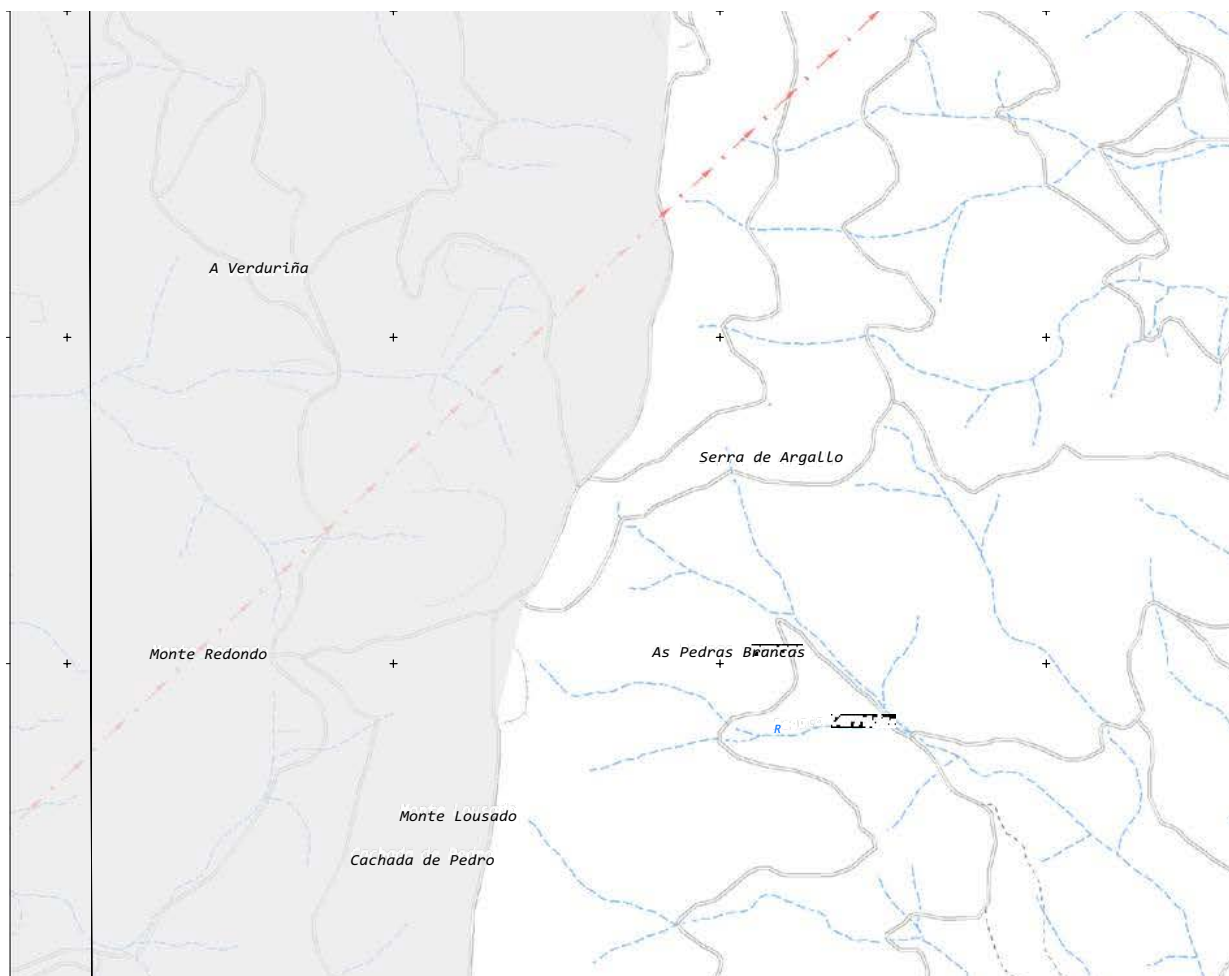 A Verduriña
Serra de Argallo
Monte Redondo
As Pedras Brancas
R
Monte Lousado
Cachada de Pedro